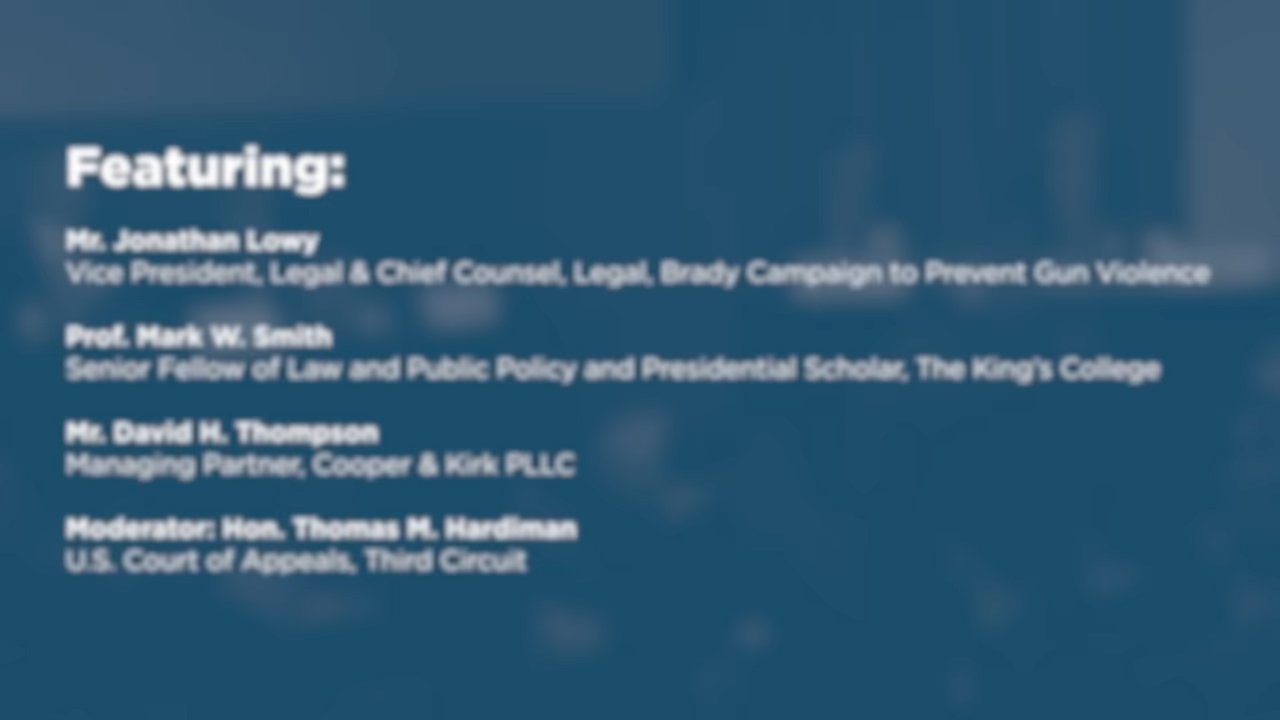 Featuring:
Mr. Jonathan Lowy
Vice President, Legal & Chief Counsel, Legal, Brady Campaign to Prevent Gun Violence
Prof. Mark W. Smith
Senior Fellow of Law and Public Policy and Presidential Scholar, The King's College
Mr. David H. Thompson
Managing Partner, Cooper & Kirk PLLC
Moderator: Hon. Thomas M. Hardiman
U.S. Court of Appeals, Third Circuit